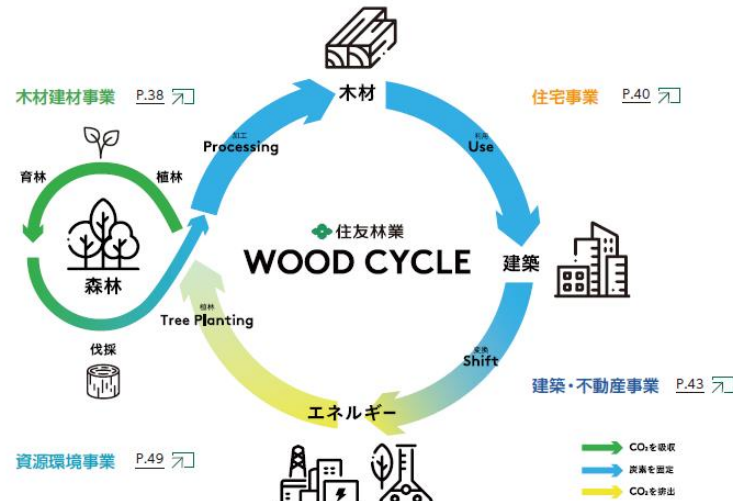 木材
木材建材事業 P.38
住宅事業 P.40
加工
Processing
利用
Use
育林
植林
住友林業
WOOD CYCLE
森林
建築
植林
Tree Planting
伐採
変換
Shift
建築・不動産事業 P.43
エネルギー
資源環境事業 P.49
CO₂を吸収
炭素を固定
CO₂を排出